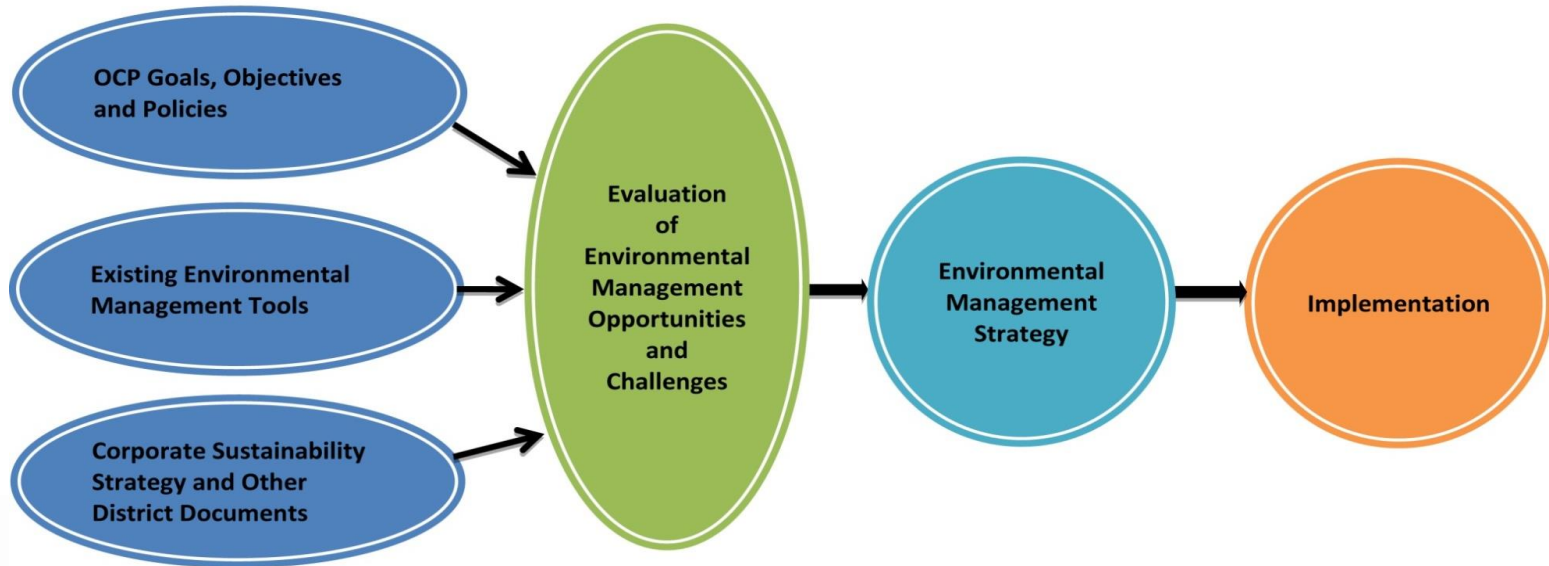 OCP Goals, Objectives
and Policies
Existing Environmental
Management Tools
Corporate Sustainability
Strategy and Other
District Documents
Evaluation
of
Environmental
Management
Opportunities
and
Challenges
Environmental
Management
Strategy
Implementation